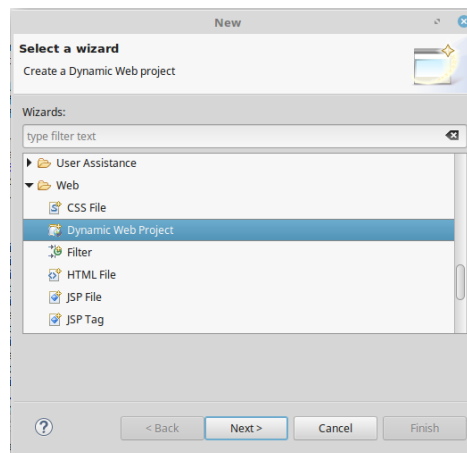 New
Select a wizard
Create a Dynamic Web project
Wizards:
type filter text
User Assistance
Web
CSS File
Dynamic Web Project
Filter
HTML File
JSP File
JSP Tag
? < Back Next > Cancel Finish